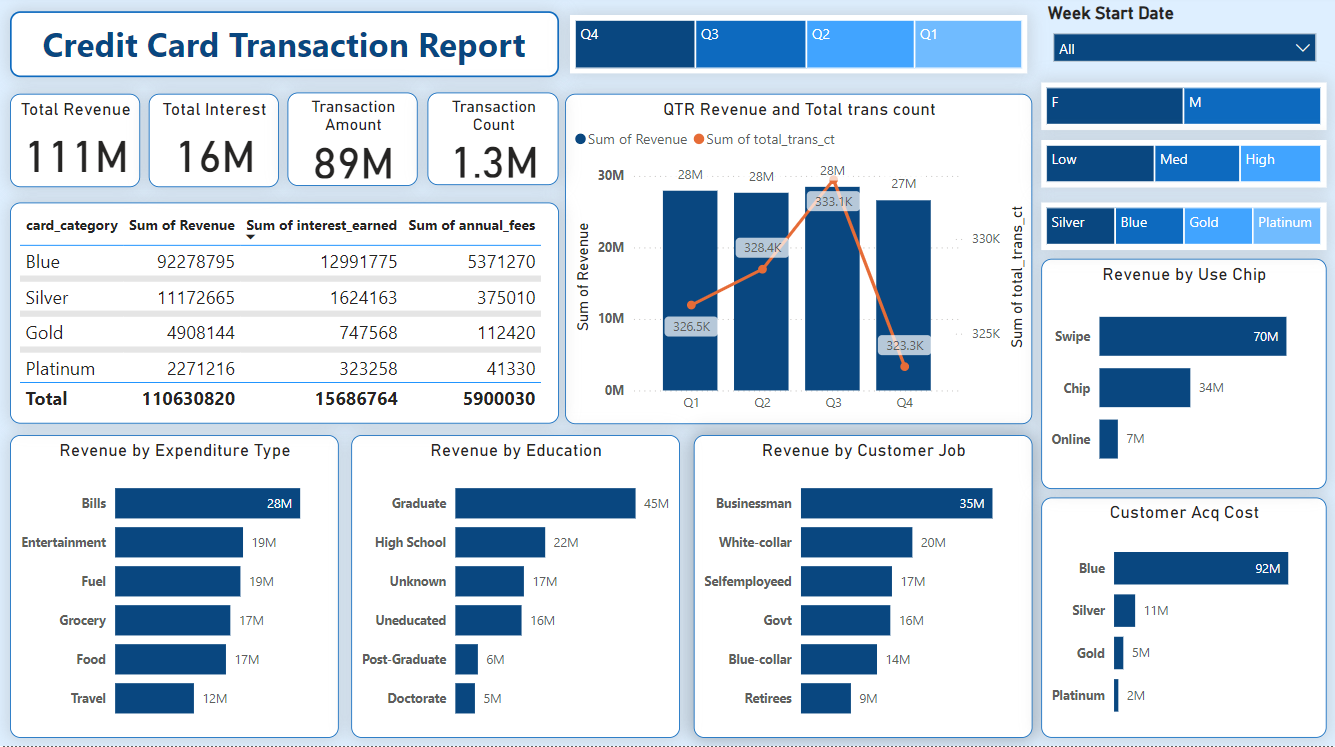 Credit Card Transaction Report
Q4 Q3 Q2 Q1
Week Start Date
All
F M
Low Med High
Silver Blue Gold Platinum
Total Revenue
111M
Total Interest
16M
Transaction
Amount
89M
Transaction
Count
1.3M
card_category Sum of Revenue Sum of interest_earned Sum of annual_fees
Blue 92278795 12991775 5371270
Silver 11172665 1624163 375010
Gold 4908144 747568 112420
Platinum 2271216 323258 41330
Total 110630820 15686764 5900030
QTR Revenue and Total trans count
Sum of Revenue Sum of total_trans_ct
Sum of Revenue
30M
20M
10M
0M
28M 28M 28M 27M
326.5K 328.4K 333.1K 323.3K
330K
325K
Sum of total_trans_ct
Q1 Q2 Q3 Q4
Revenue by Use Chip
Swipe 70M
Chip 34M
Online 7M
Revenue by Expenditure Type
Bills 28M
Entertainment 19M
Fuel 19M
Grocery 17M
Food 17M
Travel 12M
Revenue by Education
Graduate 45M
High School 22M
Unknown 17M
Uneducated 16M
Post-Graduate 6M
Doctorate 5M
Revenue by Customer Job
Businessman 35M
White-collar 20M
Selfemployeed 17M
Govt 16M
Blue-collar 14M
Retirees 9M
Customer Acq Cost
Blue 92M
Silver 11M
Gold 5M
Platinum 2M